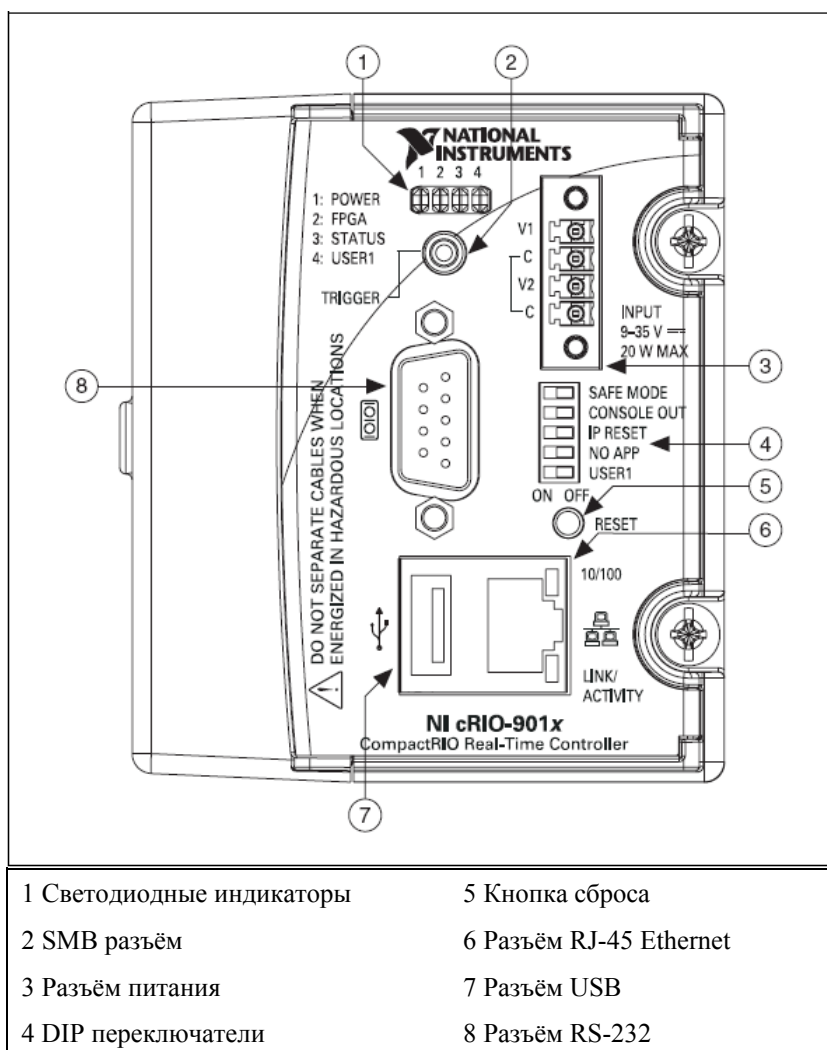 1
2
NATIONAL
INSTRUMENTS
1 2 3 4
1: POWER
2: FPGA
3: STATUS
4: USER1
TRIGGER
V1
C
V2
C
INPUT
9–35 V
20 W MAX
3
8
DO NOT SEPARATE CABLES WHEN
ENERGIZED IN HAZARDOUS LOCATIONS
SAFE MODE
CONSOLE OUT
IP RESET
NO APP
USER1
4
ON OFF
5
RESET
6
10/100
LINK/
ACTIVITY
NI cRIO-901x
CompactRIO Real-Time Controller
7
1 Светодиодные индикаторы
2 SMB разъём
3 Разъём питания
4 DIP переключатели
5 Кнопка сброса
6 Разъём RJ-45 Ethernet
7 Разъём USB
8 Разъём RS-232